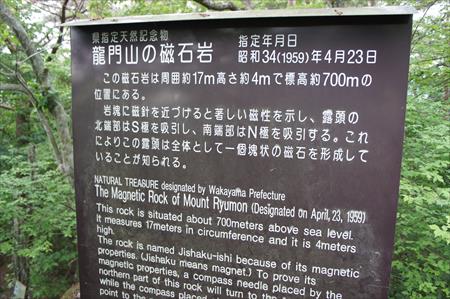 県指定天然記念物
龍門山の磁石岩
指定年月日
昭和34(1959)年4月23日
この磁石岩は周囲約17m高さ約4mで標高約700mの
位置にある。
岩塊に磁針を近づけると著しい磁性を示し、露頭の
北端部はS極を吸引し、南端部はN極を吸引する。これ
によりこの露頭は全体として一個塊状の磁石を形成して
いることが知られる。
NATURAL TREASURE designated by Wakayama Prefecture
The Magnetic Rock of Mount Ryumon (Designated on April, 23, 1959)
This rock is situated about 700meters above sea level.
It measures 17meters in circumference and it is 4meters
high.
The rock is named Jishaku-ishi because of its magnetic
properties. (Jishaku means magnet.) To prove its
magnetic properties, a compass needle placed by the
northern part of this rock will turn to the
while the compass placed
point to the